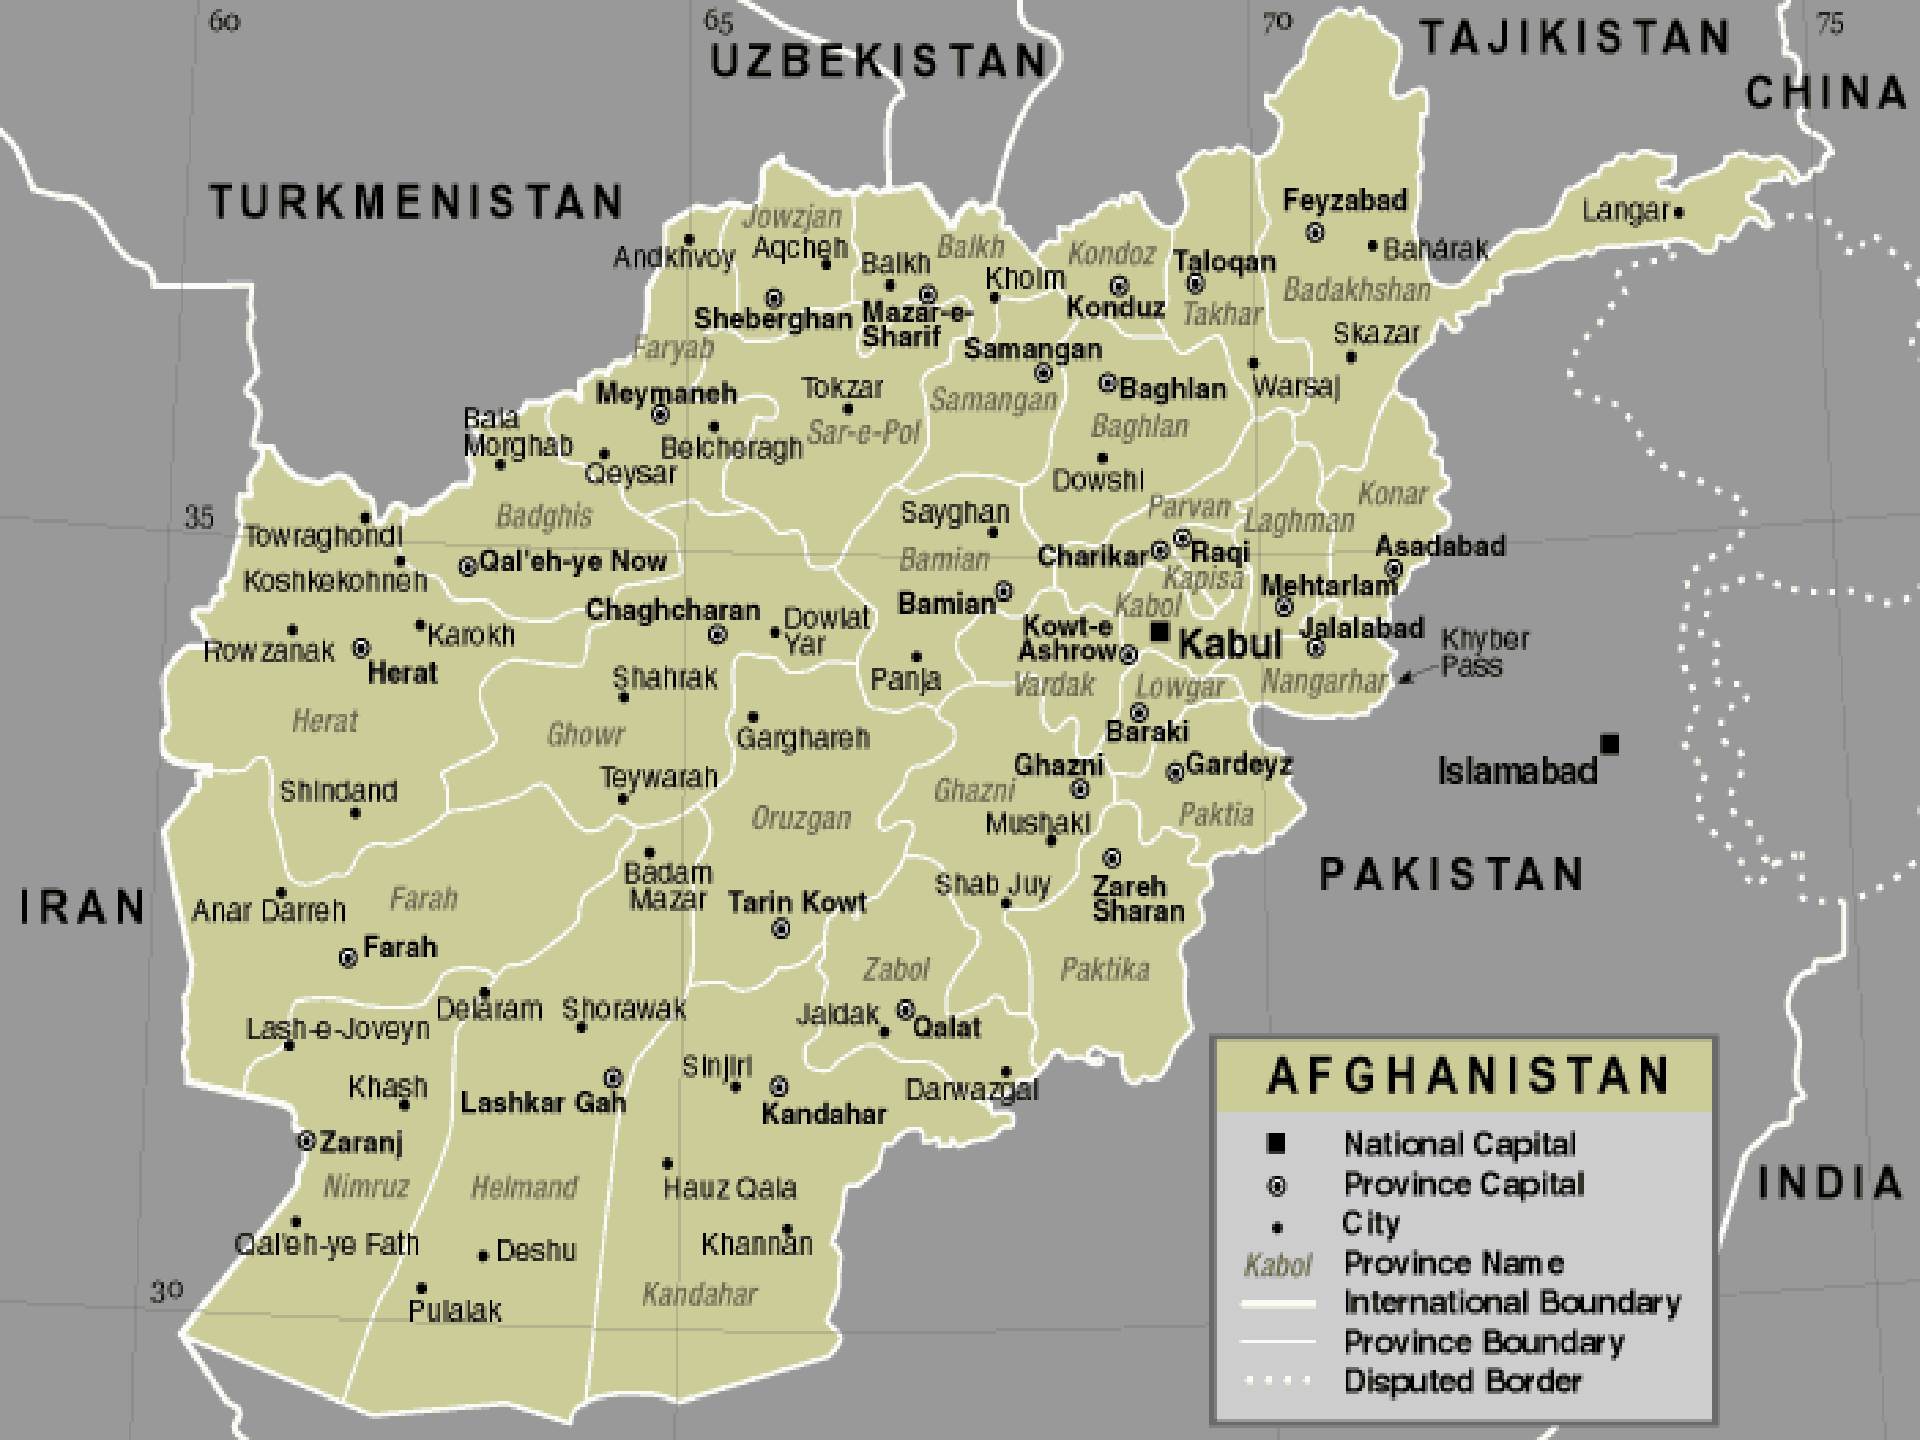 60
65
70
75
UZBEKISTAN
TAJIKISTAN
CHINA
TURKMENISTAN
Feyzabad
Langar
Jowzjan
Andkhvoy
Aqcheh
Balkh
Balkh
Kondoz
Taloqan
Baharak
Kholm
Badakhshan
Sheberghan
Mazar-e-
Sharif
Konduz
Takhar
Skazar
Faryab
Samangan
Meymaneh
Tokzar
Samangan
Baghlan
Warsaj
Bala
Morghab
Belcheragh
Sar-e-Pol
Baghlan
Qeysar
Dowshi
Konar
35
Badghis
Sayghan
Parvan
Laghman
Towraghondi
Koshkekohneh
Qal'eh-ye Now
Bamian
Charikar
Raqi
Asadabad
Kapisa
Mehtarlam
Chaghcharan
Dowlat
Yar
Bamian
Kabol
Rowzanak
Karokh
Kowt-e
Ashrow
Kabul
Jalalabad
Khyber
Pass
Herat
Shahrak
Panja
Vardak
Lowgar
Nangarhar
Herat
Ghowr
Gharghareh
Baraki
Shindand
Teywarah
Ghazni
Gardeyz
Islamabad
Ghazni
Oruzgan
Mushaki
Paktia
IRAN
PAKISTAN
Badam
Mazar
Shab Juy
Zareh
Sharan
Anar Darreh
Farah
Tarin Kowt
Farah
Zabol
Paktika
Delaram
Shorawak
Jaldak
Qalat
Lash-e-Joveyn
Khash
Sinjiri
Darwazgal
Lashkar Gah
Kandahar
Zaranj
Nimruz
Helmand
Hauz Qala
INDIA
Qal'eh-ye Fath
Deshu
Khannan
30
Pulalak
Kandahar
AFGHANISTAN
National Capital
Province Capital
City
Kabol Province Name
International Boundary
Province Boundary
Disputed Border